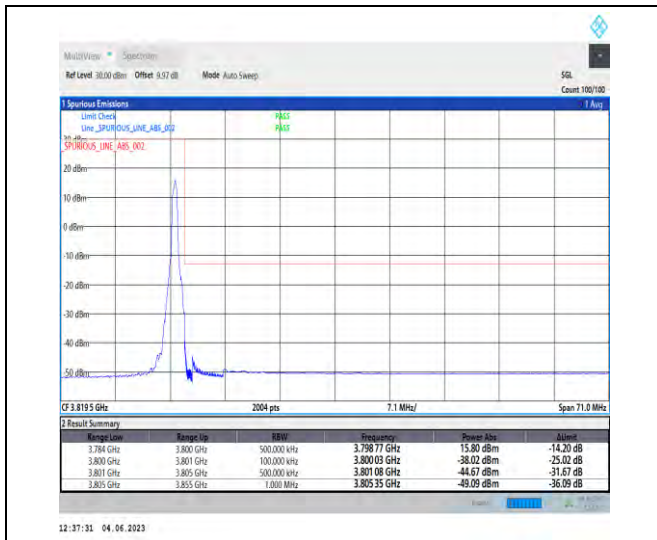 MultiView Spectrum
Ref Level 30.00 dBm Offset 9.97 dB Mode Auto Sweep SGL
Count 100/100
1 Spurious Emissions 1 Avg
Limit Check PASS
Line _SPURIOUS_LINE_ABS_002 PASS
30 dBm
SPURIOUS_LINE_ABS_002
20 dBm
10 dBm
0 dBm
-10 dBm
-20 dBm
-30 dBm
-40 dBm
-50 dBm
CF 3.8195 GHz 2004 pts 7.1 MHz/ Span 71.0 MHz
2 Result Summary
Range Low Range Up RBW Frequency Power Abs ΔLimit
3.784 GHz 3.800 GHz 500.000 kHz 3.798 77 GHz 15.80 dBm -14.20 dB
3.800 GHz 3.801 GHz 100.000 kHz 3.800 03 GHz -38.02 dBm -25.02 dB
3.801 GHz 3.805 GHz 500.000 kHz 3.801 08 GHz -44.67 dBm -31.67 dB
3.805 GHz 3.855 GHz 1.000 MHz 3.805 35 GHz -49.09 dBm -36.09 dB
12:37:31 04.06.2023